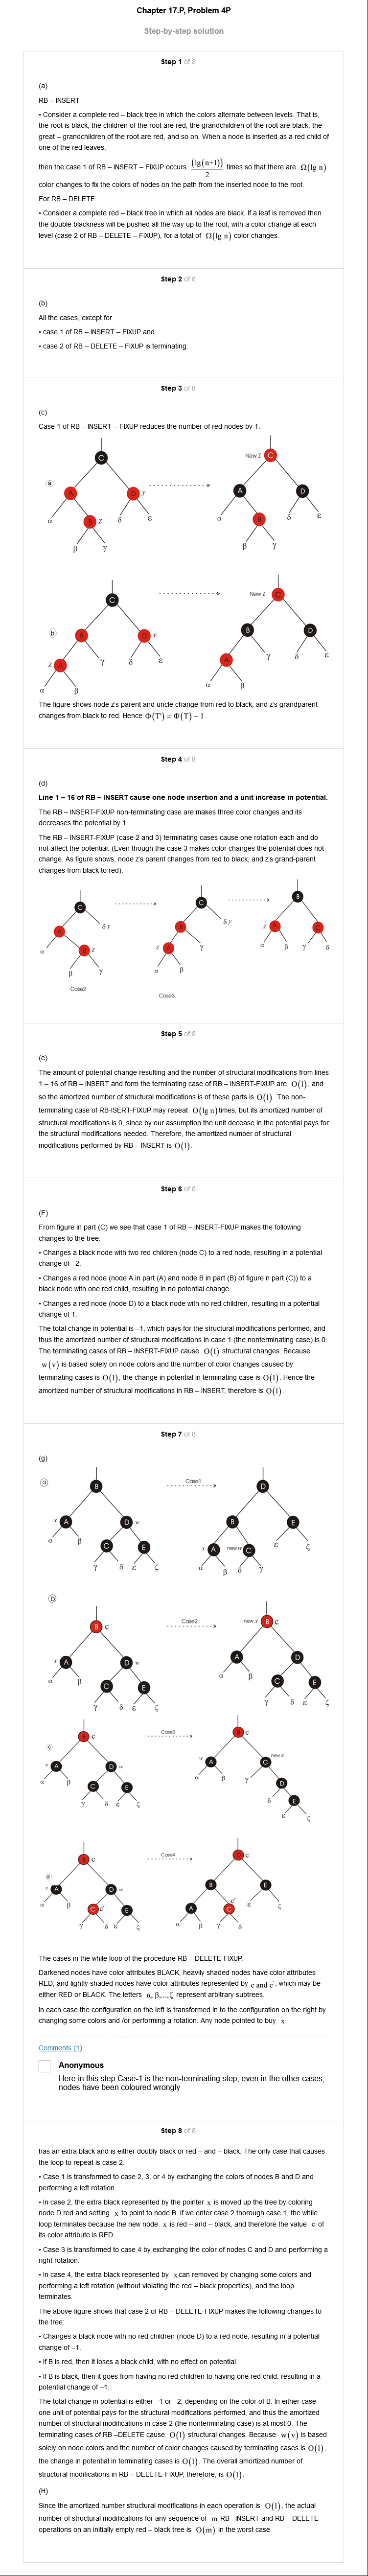 Chapter 17.P, Problem 4P
Step-by-step solution
Step 1 of 8
(a)
RB – INSERT
• Consider a complete red – black tree in which the colors alternate between levels. That is,
the root is black, the children of the root are red, the grandchildren of the root are black, the
great – grandchildren of the root are red, and so on. When a node is inserted as a red child of
one of the red leaves,
then the case 1 of RB – INSERT – FIXUP occurs (lg(n+1))/2 times so that there are Ω(lg n)
color changes to fix the colors of nodes on the path from the inserted node to the root.
For RB – DELETE
• Consider a complete red – black tree in which all nodes are black. If a leaf is removed then
the double blackness will be pushed all the way up to the root, with a color change at each
level (case 2 of RB – DELETE – FIXUP), for a total of Ω(lg n) color changes.
Step 2 of 8
(b)
All the cases, except for
• case 1 of RB – INSERT – FIXUP and
• case 2 of RB – DELETE – FIXUP is terminating.
Step 3 of 8
(c)
Case 1 of RB – INSERT – FIXUP reduces the number of red nodes by 1.
C New Z C
a A D y A D
α B Z δ ε α B δ ε
β γ β γ
C New Z C
b B D y B D
Z A γ δ ε A γ δ ε
α β α β
The figure shows node z's parent and uncle change from red to black, and z's grandparent
changes from black to red. Hence Φ(T') = Φ(T) − 1.
Step 4 of 8
(d)
Line 1 – 16 of RB – INSERT cause one node insertion and a unit increase in potential.
The RB – INSERT-FIXUP non-terminating case are makes three color changes and its
decreases the potential by 1.
The RB – INSERT-FIXUP (case 2 and 3) terminating cases cause one rotation each and do
not affect the potential. (Even though the case 3 makes color changes the potential does not
change. As figure shows, node z's parent changes from red to black, and z's grand-parent
changes from black to red).
C C B
A δ y B δ y Z A C
α B Z Z A γ α β γ δ
β γ α β
Case2
Case3
Step 5 of 8
(e)
The amount of potential change resulting and the number of structural modifications from lines
1 – 16 of RB – INSERT and form the terminating case of RB – INSERT-FIXUP are O(1), and
so the amortized number of structural modifications is of these parts is O(1). The non-
terminating case of RB-ISERT-FIXUP may repeat O(lg n) times, but its amortized number of
structural modifications is 0, since by our assumption the unit decease in the potential pays for
the structural modifications needed. Therefore, the amortized number of structural
modifications performed by RB – INSERT is O(1).
Step 6 of 8
(F)
From figure in part (C) we see that case 1 of RB – INSERT-FIXUP makes the following
changes to the tree:
• Changes a black node with two red children (node C) to a red node, resulting in a potential
change of –2.
• Changes a red node (node A in part (A) and node B in part (B) of figure n part (C)) to a
black node with one red child, resulting in no potential change.
• Changes a red node (node D) to a black node with no red children, resulting in a potential
change of 1.
The total change in potential is –1, which pays for the structural modifications performed, and
thus the amortized number of structural modifications in case 1 (the nonterminating case) is 0.
The terminating cases of RB – INSERT-FIXUP cause O(1) structural changes. Because
w(v) is based solely on node colors and the number of color changes caused by
terminating cases is O(1), the change in potential in terminating case is O(1). Hence the
amortized number of structural modifications in RB – INSERT, therefore is O(1).
Step 7 of 8
(g)
a B Case1 D
x A D w B E
α β C E x A new w C ε ζ
γ δ ε ζ α β δ γ
b B c Case2 new x B c
x A D w A D
α β C E α β C E
γ δ ε ζ γ δ ε ζ
c B c Case3 B c
x A D w w A C new x
α β C E α β γ D
γ δ ε ζ δ E
ε ζ
d B c Case4 D c
x A D w B E
α β C c' E A C c' ε ζ
γ δ ε ζ α β γ δ
The cases in the while loop of the procedure RB – DELETE-FIXUP.
Darkened nodes have color attributes BLACK, heavily shaded nodes have color attributes
RED, and lightly shaded nodes have color attributes represented by c and c', which may be
either RED or BLACK. The letters α, β,...,ζ represent arbitrary subtrees.
In each case the configuration on the left is transformed in to the configuration on the right by
changing some colors and /or performing a rotation. Any node pointed to buy x
Comments (1)
Anonymous
Here in this step Case-1 is the non-terminating step, even in the other cases,
nodes have been coloured wrongly
Step 8 of 8
has an extra black and is either doubly black or red – and – black. The only case that causes
the loop to repeat is case 2.
• Case 1 is transformed to case 2, 3, or 4 by exchanging the colors of nodes B and D and
performing a left rotation.
• In case 2, the extra black represented by the pointer x is moved up the tree by coloring
node D red and setting x to point to node B. If we enter case 2 through case 1, the while
loop terminates because the new node x is red – and – black, and therefore the value c of
its color attribute is RED.
• Case 3 is transformed to case 4 by exchanging the color of nodes C and D and performing a
right rotation.
• In case 4, the extra black represented by x can removed by changing some colors and
performing a left rotation (without violating the red – black properties), and the loop
terminates.
The above figure shows that case 2 of RB – DELETE-FIXUP makes the following changes to
the tree:
• Changes a black node with no red children (node D) to a red node, resulting in a potential
change of –1.
• If B is red, then it loses a black child, with no effect on potential.
• If B is black, then it goes from having no red children to having one red child, resulting in a
potential change of –1.
The total change in potential is either –1 or –2, depending on the color of B. In either case
one unit of potential pays for the structural modifications performed, and thus the amortized
number of structural modifications in case 2 (the nonterminating case) is at most 0. The
terminating cases of RB –DELETE cause O(1) structural changes. Because w(v) is based
solely on node colors and the number of color changes caused by terminating cases is O(1),
the change in potential in terminating cases is O(1). The overall amortized number of
structural modifications in RB – DELETE-FIXUP, therefore, is O(1).
(H)
Since the amortized number structural modifications in each operation is O(1), the actual
number of structural modifications for any sequence of m RB –INSERT and RB – DELETE
operations on an initially empty red – black tree is O(m) in the worst case.